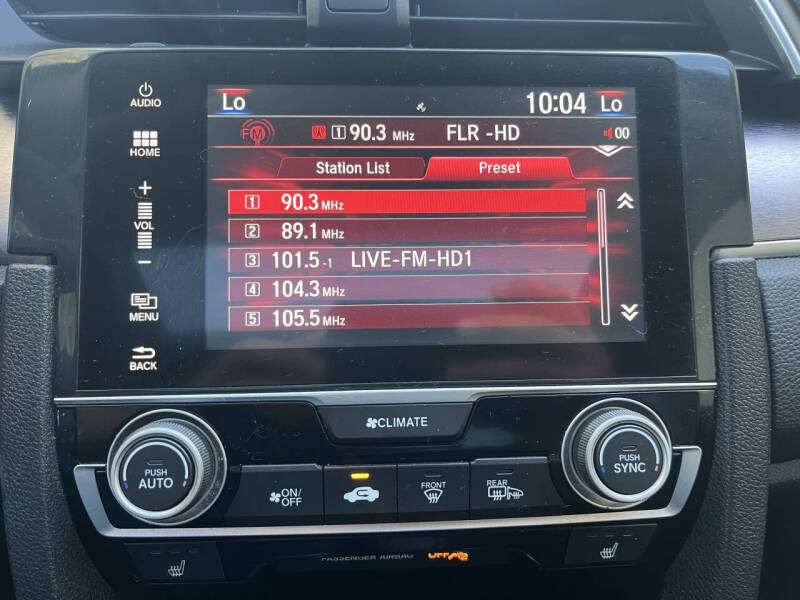 AUDIO
HOME
+
VOL
−
MENU
BACK
Lo 10:04 Lo
FM 1 90.3 MHz FLR -HD 00
Station List Preset
1 90.3 MHz
2 89.1 MHz
3 101.5-1 LIVE-FM-HD1
4 104.3 MHz
5 105.5 MHz
CLIMATE
PUSH AUTO
ON/OFF
FRONT
REAR
PUSH SYNC
PASSENGER AIRBAG OFF